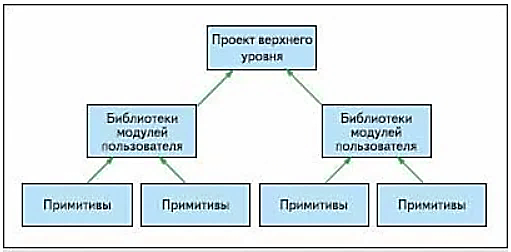 Проект верхнего
уровня
Библиотеки
модулей
пользователя
Библиотеки
модулей
пользователя
Примитивы
Примитивы
Примитивы
Примитивы